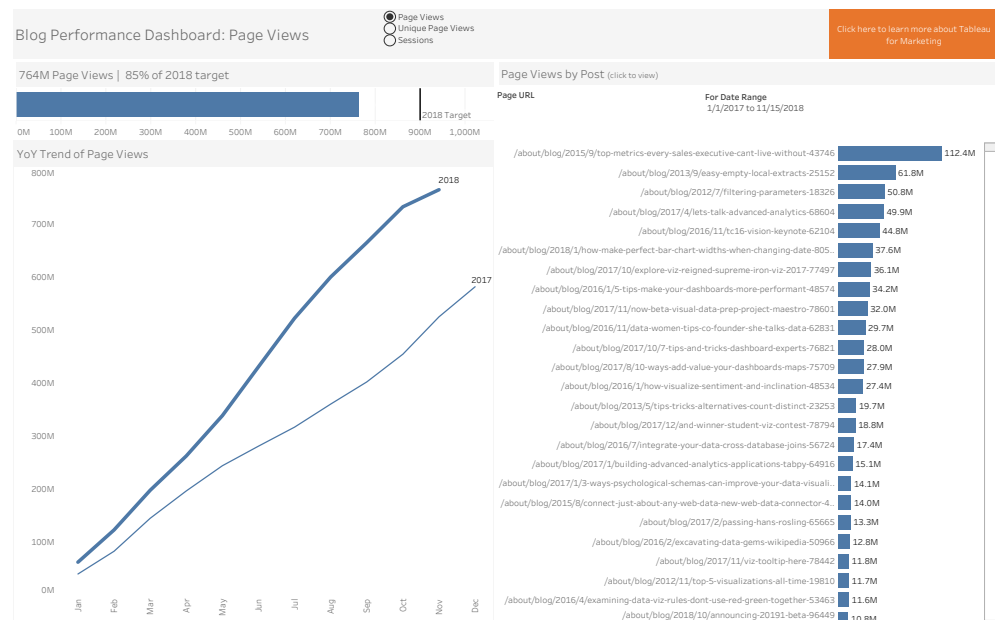 Blog Performance Dashboard: Page Views
Page Views
Unique Page Views
Sessions
Click here to learn more about Tableau
for Marketing
764M Page Views | 85% of 2018 target
2018 Target
0M 100M 200M 300M 400M 500M 600M 700M 800M 900M 1,000M
YoY Trend of Page Views
800M
700M
600M
500M
400M
300M
200M
100M
0M
2018
2017
Jan Feb Mar Apr May Jun Jul Aug Sep Oct Nov Dec
Page Views by Post (click to view)
Page URL
For Date Range
1/1/2017 to 11/15/2018
/about/blog/2015/9/top-metrics-every-sales-executive-cant-live-without-43746 112.4M
/about/blog/2013/9/easy-empty-local-extracts-25152 61.8M
/about/blog/2012/7/filtering-parameters-18326 50.8M
/about/blog/2017/4/lets-talk-advanced-analytics-68604 49.9M
/about/blog/2016/11/tc16-vision-keynote-62104 44.8M
/about/blog/2018/1/how-make-perfect-bar-chart-widths-when-changing-date-805.. 37.6M
/about/blog/2017/10/explore-viz-reigned-supreme-iron-viz-2017-77497 36.1M
/about/blog/2016/1/5-tips-make-your-dashboards-more-performant-48574 34.2M
/about/blog/2017/11/now-beta-visual-data-prep-project-maestro-78601 32.0M
/about/blog/2016/11/data-women-tips-co-founder-she-talks-data-62831 29.7M
/about/blog/2017/10/7-tips-and-tricks-dashboard-experts-76821 28.0M
/about/blog/2017/8/10-ways-add-value-your-dashboards-maps-75709 27.9M
/about/blog/2016/1/how-visualize-sentiment-and-inclination-48534 27.4M
/about/blog/2013/5/tips-tricks-alternatives-count-distinct-23253 19.7M
/about/blog/2017/12/and-winner-student-viz-contest-78794 18.8M
/about/blog/2016/7/integrate-your-data-cross-database-joins-56724 17.4M
/about/blog/2017/1/building-advanced-analytics-applications-tabpy-64916 15.1M
/about/blog/2017/1/3-ways-psychological-schemas-can-improve-your-data-visuali.. 14.1M
/about/blog/2015/8/connect-just-about-any-web-data-new-web-data-connector-4.. 14.0M
/about/blog/2017/2/passing-hans-rosling-65665 13.3M
/about/blog/2016/2/excavating-data-gems-wikipedia-50966 12.8M
/about/blog/2017/11/viz-tooltip-here-78442 11.8M
/about/blog/2012/11/top-5-visualizations-all-time-19810 11.7M
/about/blog/2016/4/examining-data-viz-rules-dont-use-red-green-together-53463 11.6M
/about/blog/2018/10/announcing-20191-beta-96449 10.8M